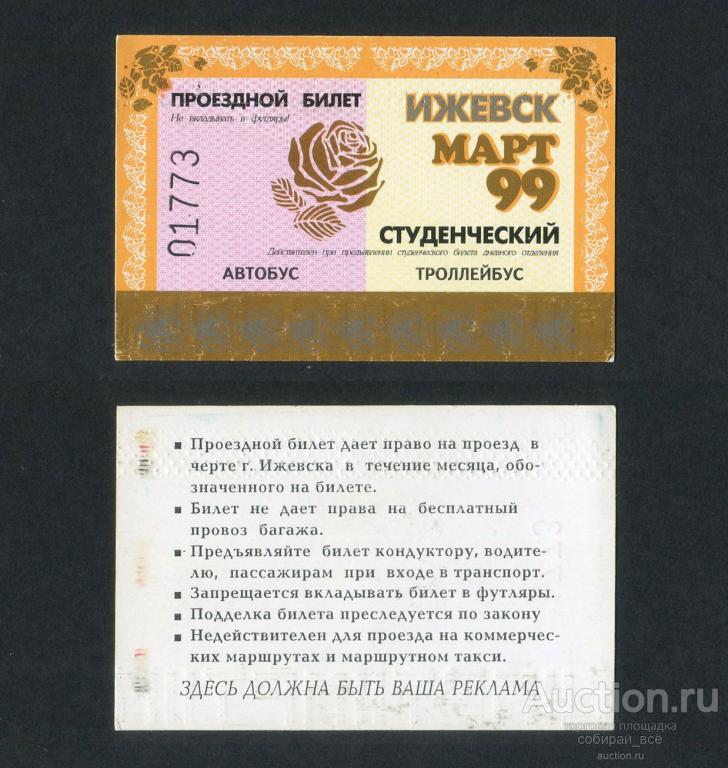 ПРОЕЗДНОЙ БИЛЕТ
Не вкладывать в футляры!
01773
АВТОБУС
ИЖЕВСК
МАРТ
99
СТУДЕНЧЕСКИЙ
Действителен при предъявлении студенческого билета дневного отделения
ТРОЛЛЕЙБУС
▪ Проездной билет дает право на проезд в
черте г. Ижевска в течение месяца, обо-
значенного на билете.
▪ Билет не дает права на бесплатный
провоз багажа.
▪ Предъявляйте билет кондуктору, водите-
лю, пассажирам при входе в транспорт.
▪ Запрещается вкладывать билет в футляры.
▪ Подделка билета преследуется по закону
▪ Недействителен для проезда на коммерчес-
ких маршрутах и маршрутном такси.
ЗДЕСЬ ДОЛЖНА БЫТЬ ВАША РЕКЛАМА
Auction.ru
торговая площадка
собирай_всё
auction.ru